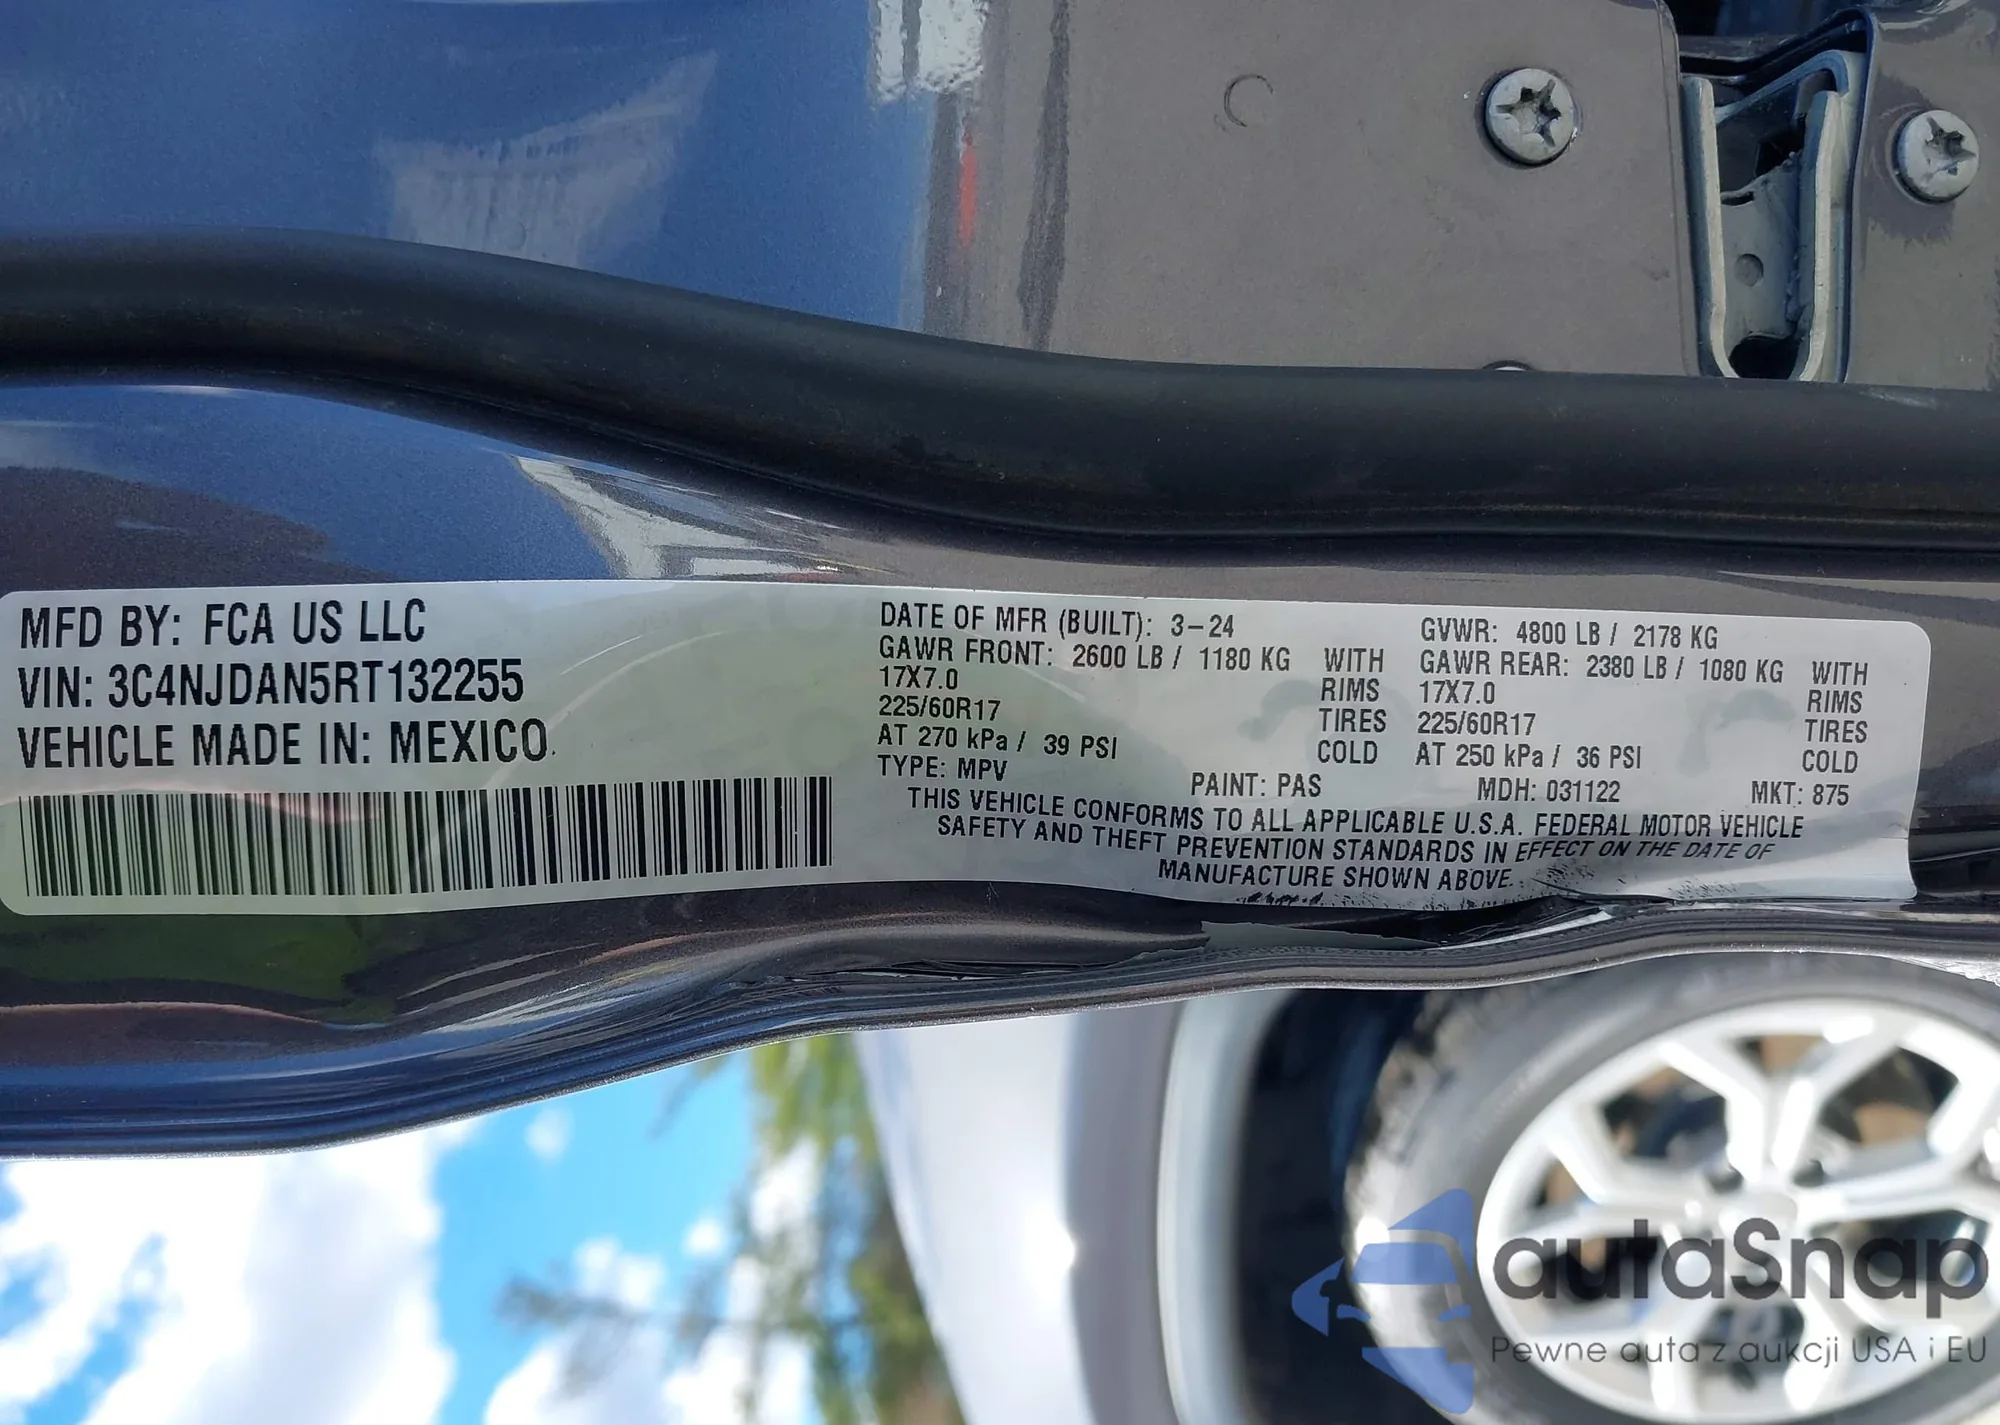 MFD BY: FCA US LLC
VIN: 3C4NJDAN5RT132255
VEHICLE MADE IN: MEXICO.
DATE OF MFR (BUILT): 3-24
GVWR: 4800 LB / 2178 KG
GAWR FRONT: 2600 LB / 1180 KG WITH
GAWR REAR: 2380 LB / 1080 KG WITH
17X7.0 RIMS
17X7.0 RIMS
225/60R17 TIRES
225/60R17 TIRES
AT 270 kPa / 39 PSI COLD
AT 250 kPa / 36 PSI COLD
TYPE: MPV PAINT: PAS MDH: 031122 MKT: 875
THIS VEHICLE CONFORMS TO ALL APPLICABLE U.S.A. FEDERAL MOTOR VEHICLE
SAFETY AND THEFT PREVENTION STANDARDS IN EFFECT ON THE DATE OF
MANUFACTURE SHOWN ABOVE.
autaSnap
Pewne auta z aukcji USA i EU